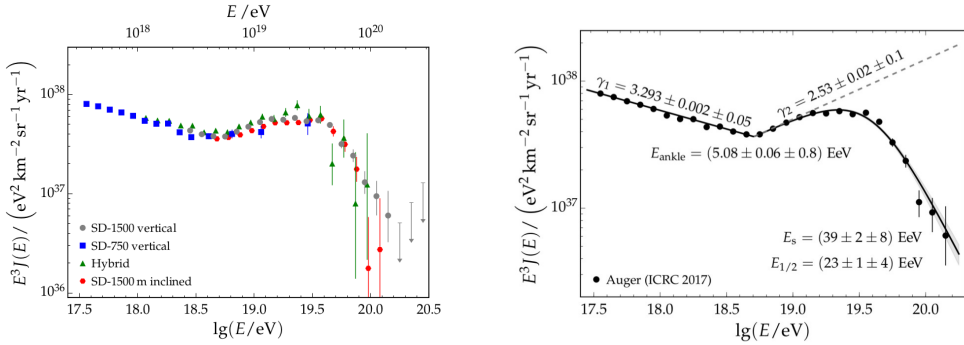 E /eV
10^18 10^19 10^20
10^38
10^37
10^36
E^3 J(E) / (eV^2 km^−2 sr^−1 yr^−1)
SD-1500 vertical
SD-750 vertical
Hybrid
SD-1500 m inclined
17.5 18.0 18.5 19.0 19.5 20.0 20.5
lg(E/eV)
10^38
10^37
E^3 J(E) / (eV^2 km^−2 sr^−1 yr^−1)
γ1 = 3.293 ± 0.002 ± 0.05
γ2 = 2.53 ± 0.02 ± 0.1
E_ankle = (5.08 ± 0.06 ± 0.8) EeV
E_s = (39 ± 2 ± 8) EeV
E_1/2 = (23 ± 1 ± 4) EeV
Auger (ICRC 2017)
17.5 18.0 18.5 19.0 19.5 20.0
lg(E/eV)